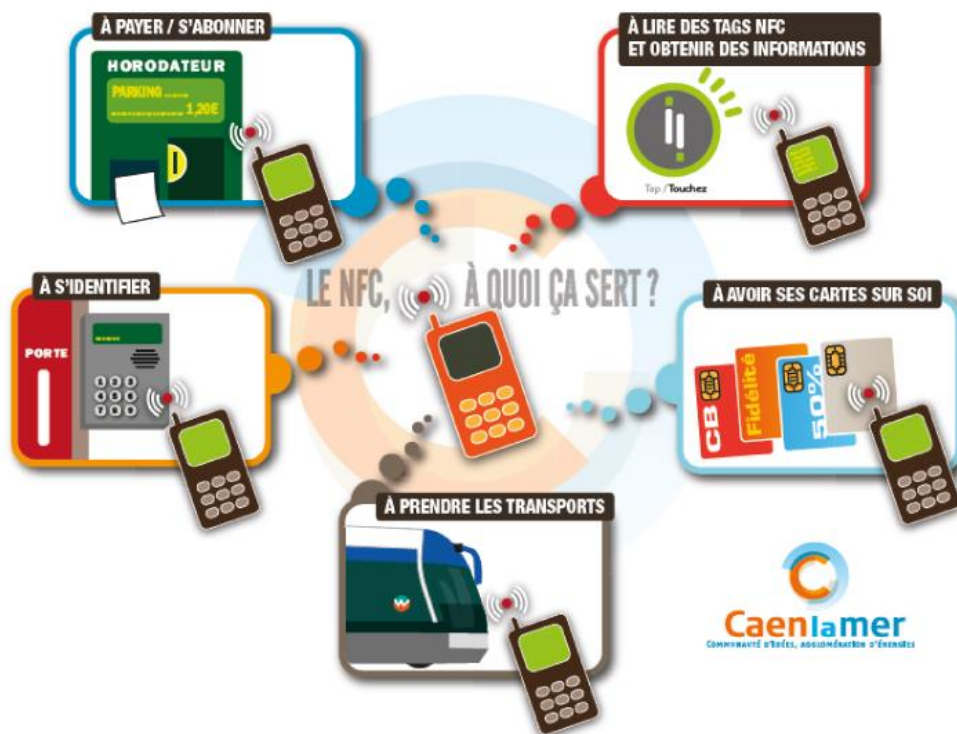 À PAYER / S'ABONNER
HORODATEUR
PARKING ......
................ 1,20€
À LIRE DES TAGS NFC
ET OBTENIR DES INFORMATIONS
Tap / Touchez
LE NFC, À QUOI ÇA SERT ?
À S'IDENTIFIER
PORTE
À AVOIR SES CARTES SUR SOI
CB
Fidélité
50%
À PRENDRE LES TRANSPORTS
Caenlamer
COMMUNAUTÉ D'IDÉES, AGGLOMÉRATION D'ÉNERGIES